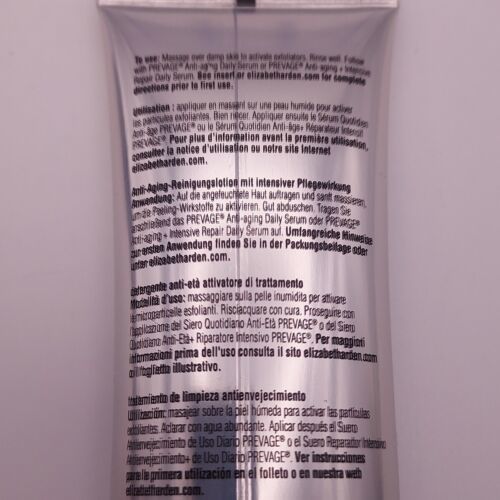 To use: Massage over damp skin to activate exfoliators. Rinse well. Follow
with PREVAGE® Anti-aging Daily Serum or PREVAGE® Anti-aging + Intensive
Repair Daily Serum. See insert or elizabetharden.com for complete
directions prior to first use.
Utilisation : appliquer en massant sur une peau humide pour activer
les particules exfoliantes. Bien rincer. Appliquer ensuite le Sérum Quotidien
Anti-âge PREVAGE® ou le Sérum Quotidien Anti-âge+ Réparateur Intensif
PREVAGE®. Pour plus d'information avant la première utilisation,
consulter la notice d'utilisation ou notre site Internet
elizabetharden.com.
Anti-Aging-Reinigungslotion mit intensiver Pflegewirkung
Anwendung: Auf die angefeuchtete Haut auftragen und sanft massieren,
um die Peeling-Wirkstoffe zu aktivieren. Gut abduschen. Tragen Sie
anschließend das PREVAGE® Anti-aging Daily Serum oder PREVAGE®
Anti-aging + Intensive Repair Daily Serum auf. Umfangreiche Hinweise
zur ersten Anwendung finden Sie in der Packungsbeilage oder
unter elizabetharden.com.
Detergente anti-età attivatore di trattamento
Modalità d'uso: massaggiare sulla pelle inumidita per attivare
le microparticelle esfolianti. Risciacquare con cura. Proseguire con
l'applicazione del Siero Quotidiano Anti-Età PREVAGE® o del Siero
Quotidiano Anti-Età+ Riparatore Intensivo PREVAGE®. Per maggiori
informazioni prima dell'uso consulta il sito elizabetharden.com
o il foglietto illustrativo.
Tratamiento de limpieza antienvejecimiento
Utilización: masajear sobre la piel húmeda para activar las partículas
exfoliantes. Aclarar con agua abundante. Aplicar después el Suero
Antienvejecimiento de Uso Diario PREVAGE® o el Suero Reparador Intensivo
Antienvejecimiento+ de Uso Diario PREVAGE®. Ver instrucciones
para la primera utilización en el folleto o en nuestra web
elizabetharden.com.